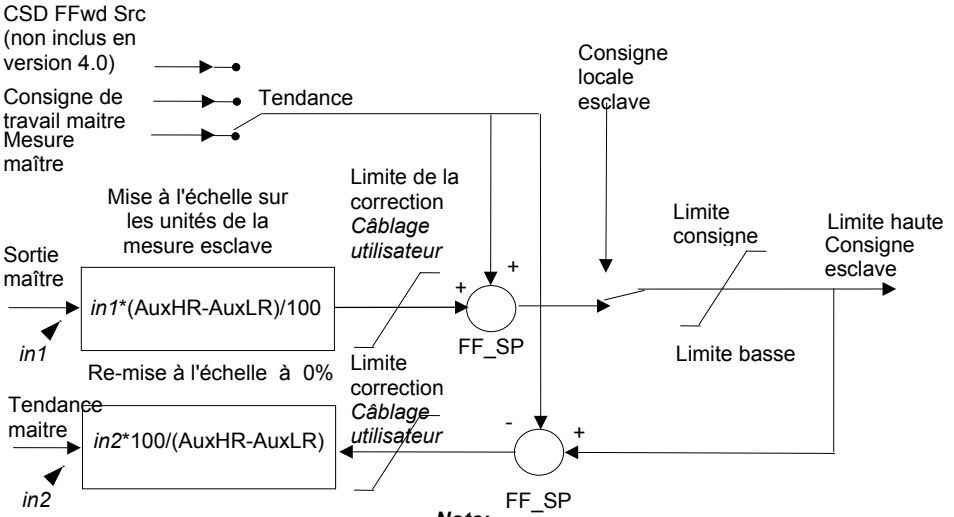 CSD FFwd Src
(non inclus en
version 4.0)
Consigne de
travail maitre
Mesure
maître
Tendance
Consigne
locale
esclave
Mise à l'échelle sur
les unités de la
mesure esclave
Limite de la
correction
Câblage
utilisateur
Limite
consigne
Limite haute
Consigne
esclave
Sortie
maître
in1*(AuxHR-AuxLR)/100
+
+
in1
FF_SP
Limite basse
Re-mise à l'échelle à 0%
Limite
correction
Câblage
utilisateur
Tendance
maitre
in2*100/(AuxHR-AuxLR)
-
+
in2
FF_SP
Note: